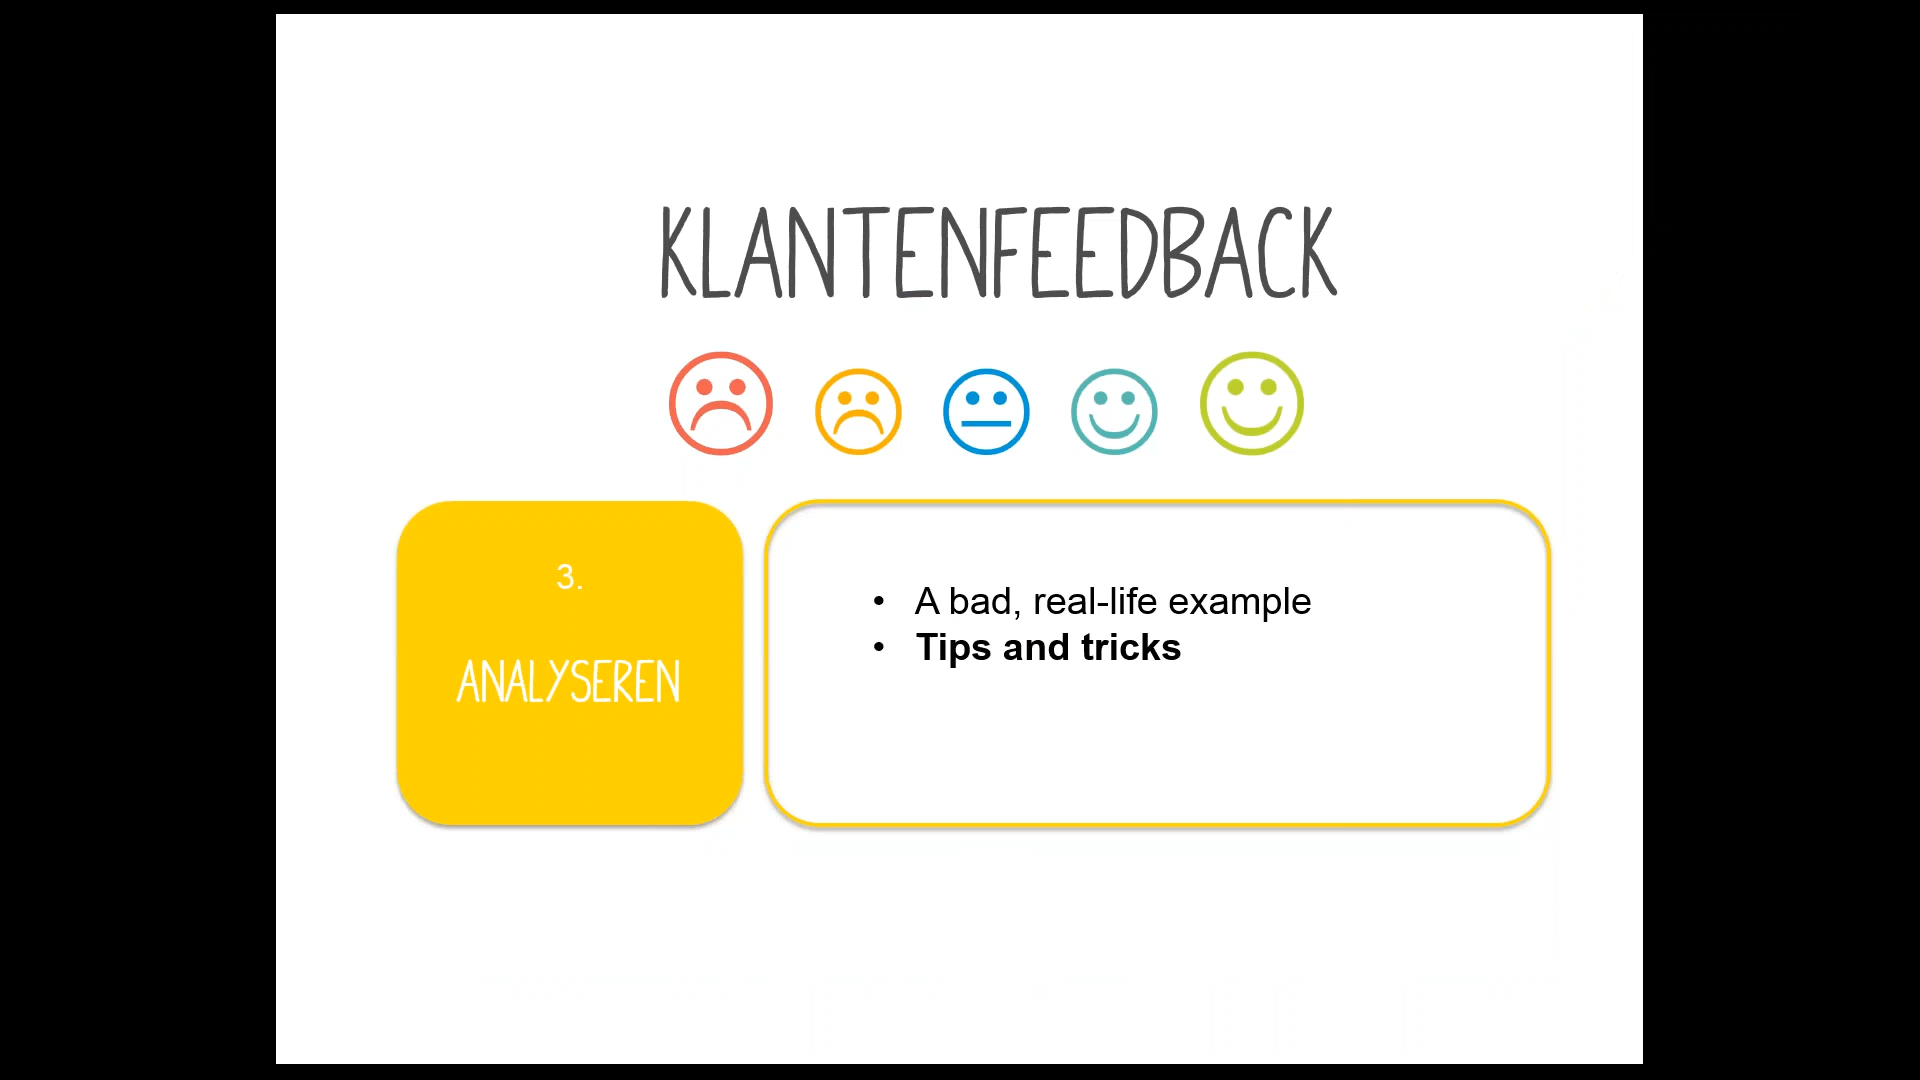 KLANTENFEEDBACK
3.
ANALYSEREN
• A bad, real-life example
• Tips and tricks